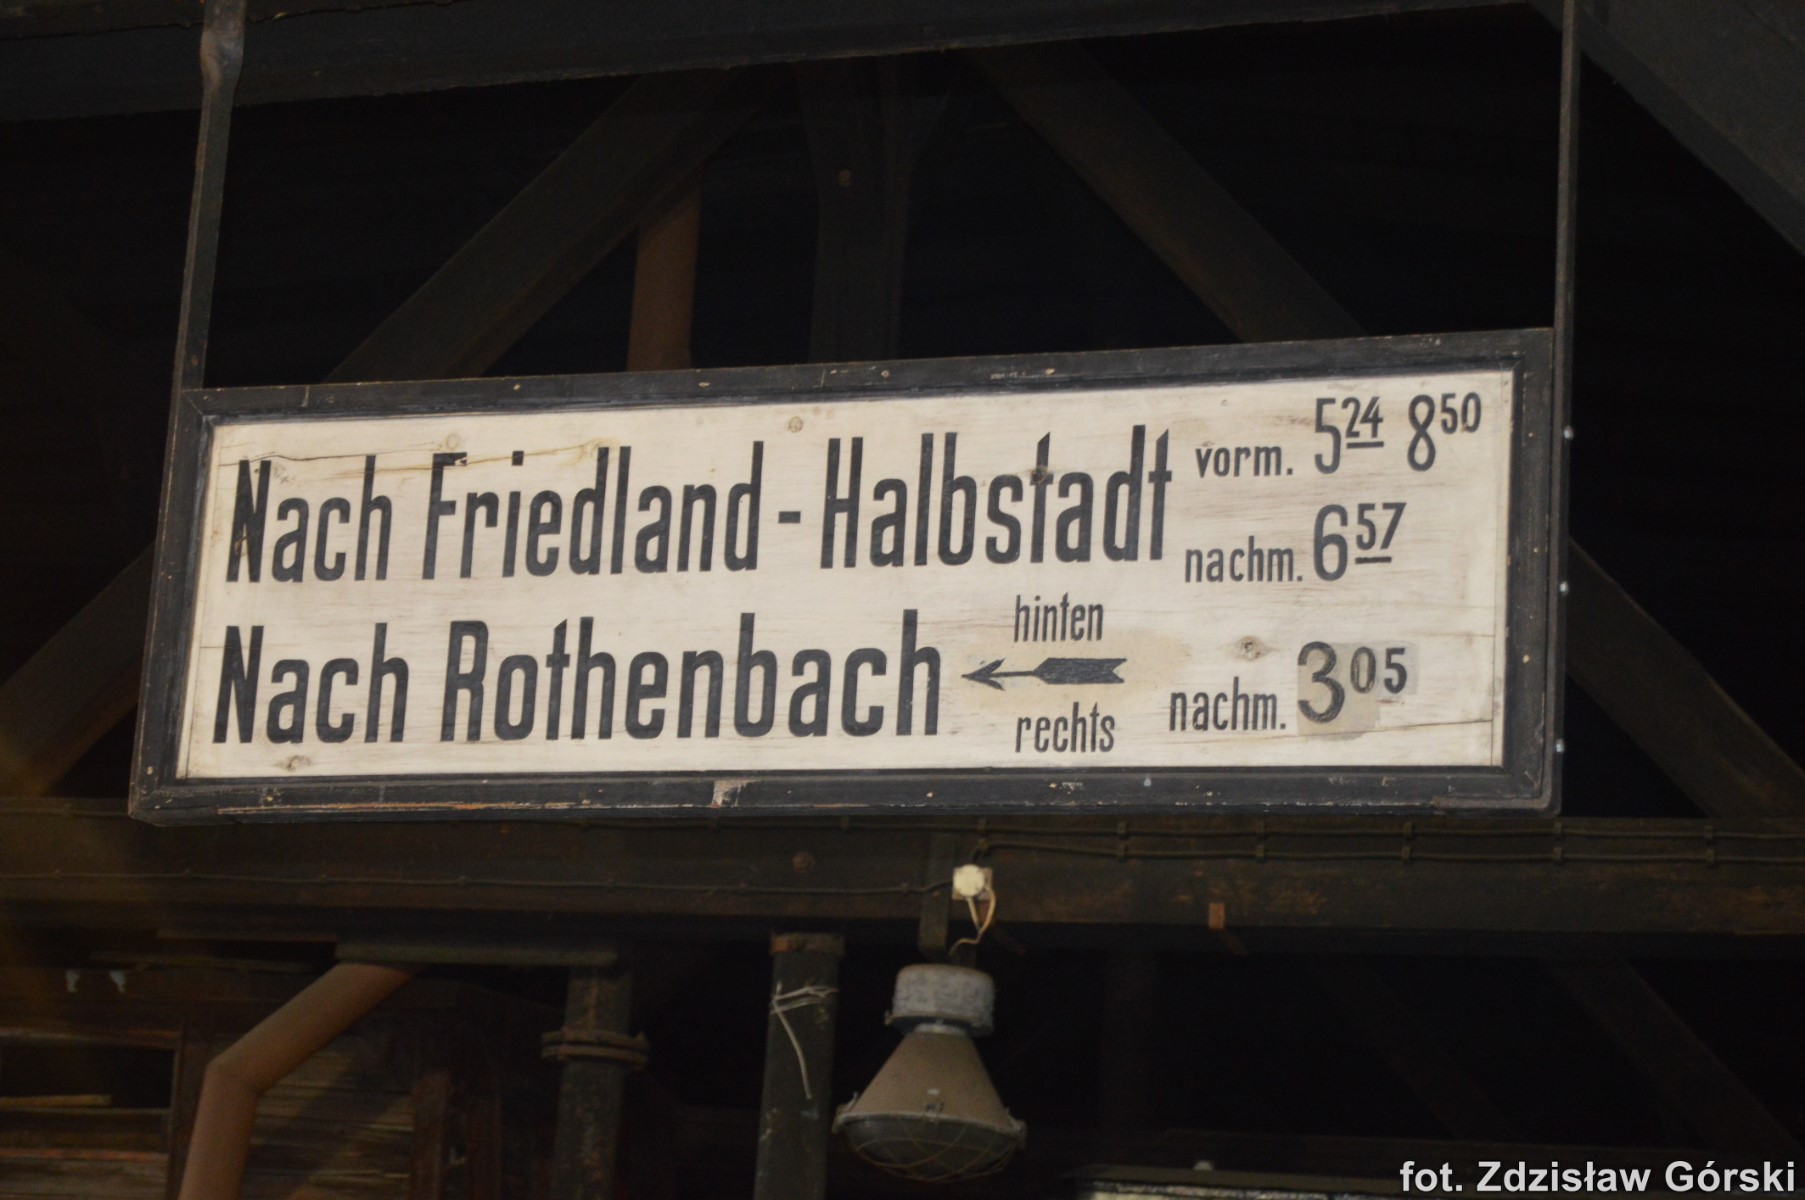 Nach Friedland - Halbstadt vorm. 5²⁴ 8⁵⁰
nachm. 6⁵⁷
Nach Rothenbach hinten
rechts nachm. 3⁰⁵
fot. Zdzisław Górski